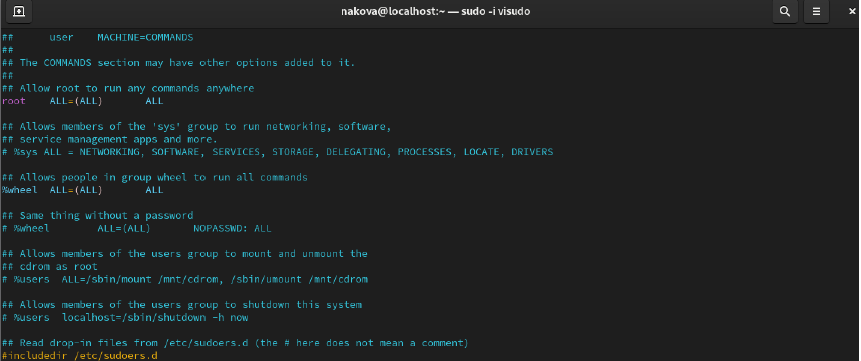 nakova@localhost:~ — sudo -i visudo
##      user    MACHINE=COMMANDS
##
## The COMMANDS section may have other options added to it.
##
## Allow root to run any commands anywhere
root    ALL=(ALL)       ALL
## Allows members of the 'sys' group to run networking, software,
## service management apps and more.
# %sys ALL = NETWORKING, SOFTWARE, SERVICES, STORAGE, DELEGATING, PROCESSES, LOCATE, DRIVERS
## Allows people in group wheel to run all commands
%wheel  ALL=(ALL)       ALL
## Same thing without a password
# %wheel        ALL=(ALL)       NOPASSWD: ALL
## Allows members of the users group to mount and unmount the
## cdrom as root
# %users  ALL=/sbin/mount /mnt/cdrom, /sbin/umount /mnt/cdrom
## Allows members of the users group to shutdown this system
# %users  localhost=/sbin/shutdown -h now
## Read drop-in files from /etc/sudoers.d (the # here does not mean a comment)
#includedir /etc/sudoers.d